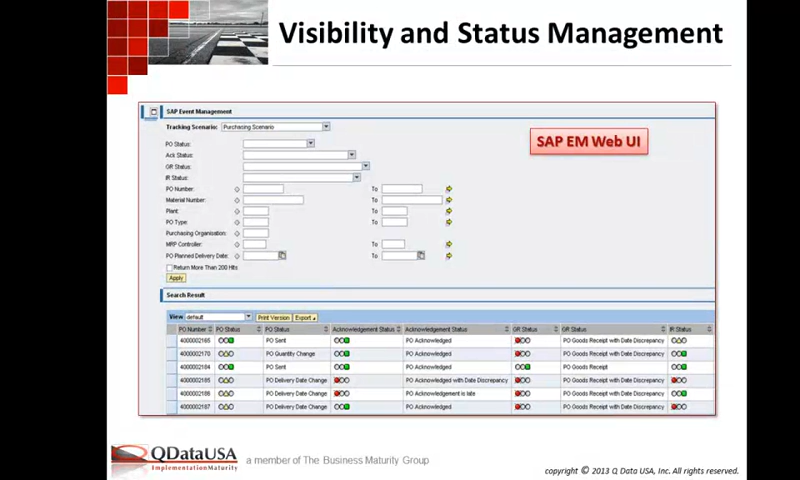 Visibility and Status Management
SAP Event Management
Tracking Scenario: Purchasing Scenario
SAP EM Web UI
PO Status:
Ack Status:
GR Status:
IR Status:
PO Number: To
Material Number: To
Plant: To
PO Type: To
Purchasing Organisation:
MRP Controller: To
PO Planned Delivery Date: To
Return More Than 200 Hits
Apply
Search Result
View default Print Version Export
PO Number PO Status PO Status Acknowledgement Status Acknowledgement Status GR Status GR Status IR Status
4000002165 PO Sent PO Acknowledged PO Goods Receipt with Date Discrepancy
4000002170 PO Quantity Change PO Acknowledged PO Goods Receipt with Date Discrepancy
4000002184 PO Sent PO Acknowledged PO Goods Receipt
4000002185 PO Delivery Date Change PO Acknowledged with Date Discrepancy PO Goods Receipt with Date Discrepancy
4000002186 PO Delivery Date Change PO Acknowledgement is late PO Goods Receipt with Date Discrepancy
4000002187 PO Delivery Date Change PO Acknowledged PO Goods Receipt with Date Discrepancy
QDataUSA
ImplementationMaturity
a member of The Business Maturity Group
copyright © 2013 Q Data USA, Inc. All rights reserved.